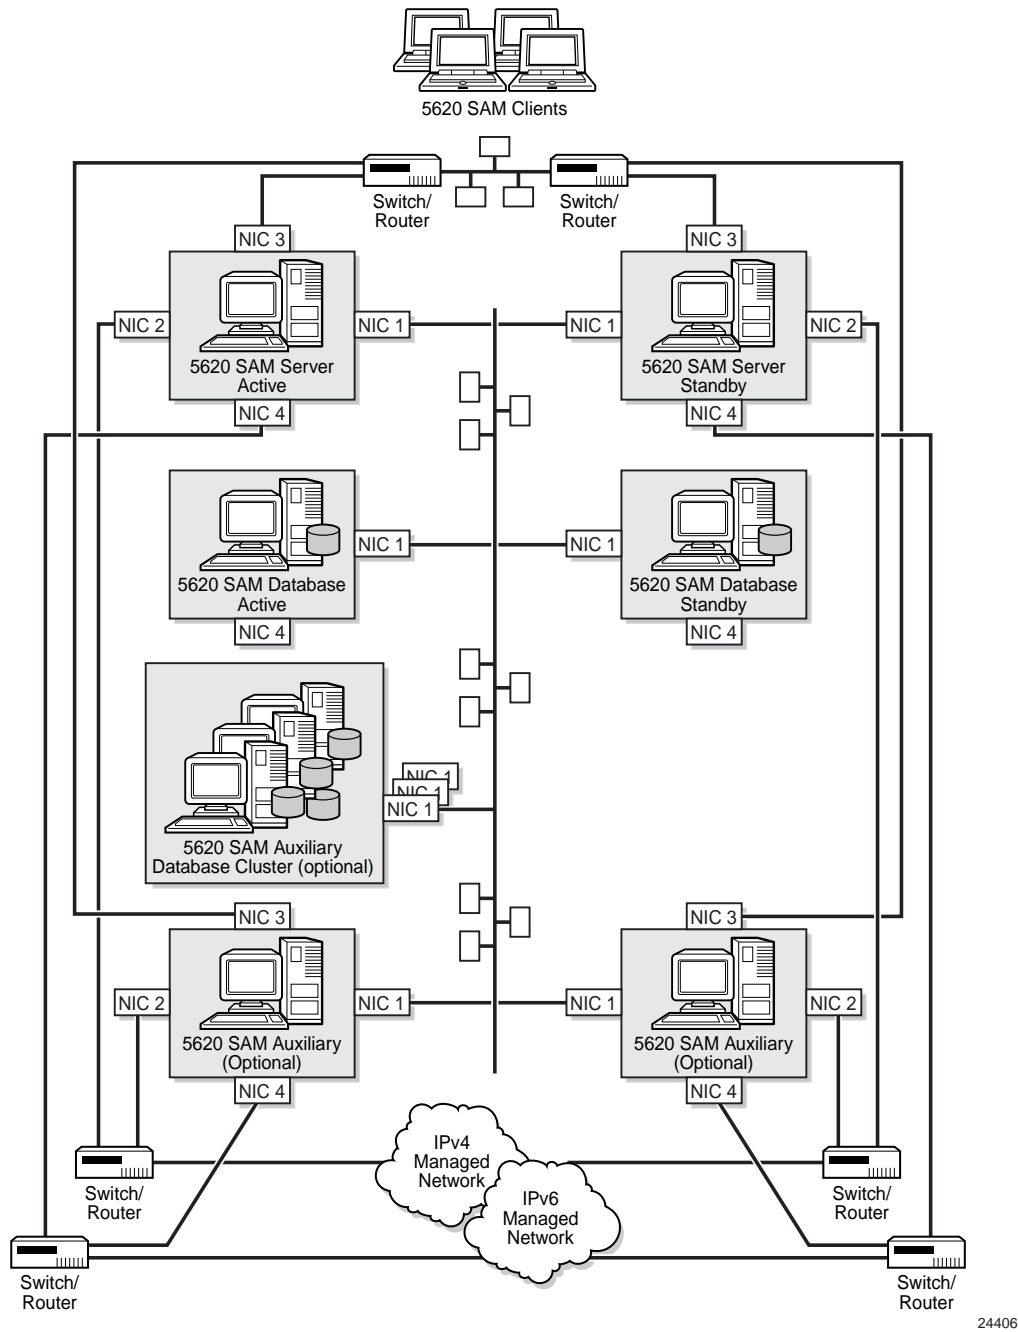 5620 SAM Clients
Switch/
Router
Switch/
Router
NIC 3
NIC 3
NIC 2
NIC 1
NIC 1
NIC 2
5620 SAM Server
Active
5620 SAM Server
Standby
NIC 4
NIC 4
NIC 1
NIC 1
5620 SAM Database
Active
5620 SAM Database
Standby
NIC 4
NIC 4
NIC 1
NIC 1
NIC 1
5620 SAM Auxiliary
Database Cluster (optional)
NIC 3
NIC 3
NIC 2
NIC 1
NIC 1
NIC 2
5620 SAM Auxiliary
(Optional)
5620 SAM Auxiliary
(Optional)
NIC 4
NIC 4
IPv4
Managed
Network
IPv6
Managed
Network
Switch/
Router
Switch/
Router
Switch/
Router
Switch/
Router
24406